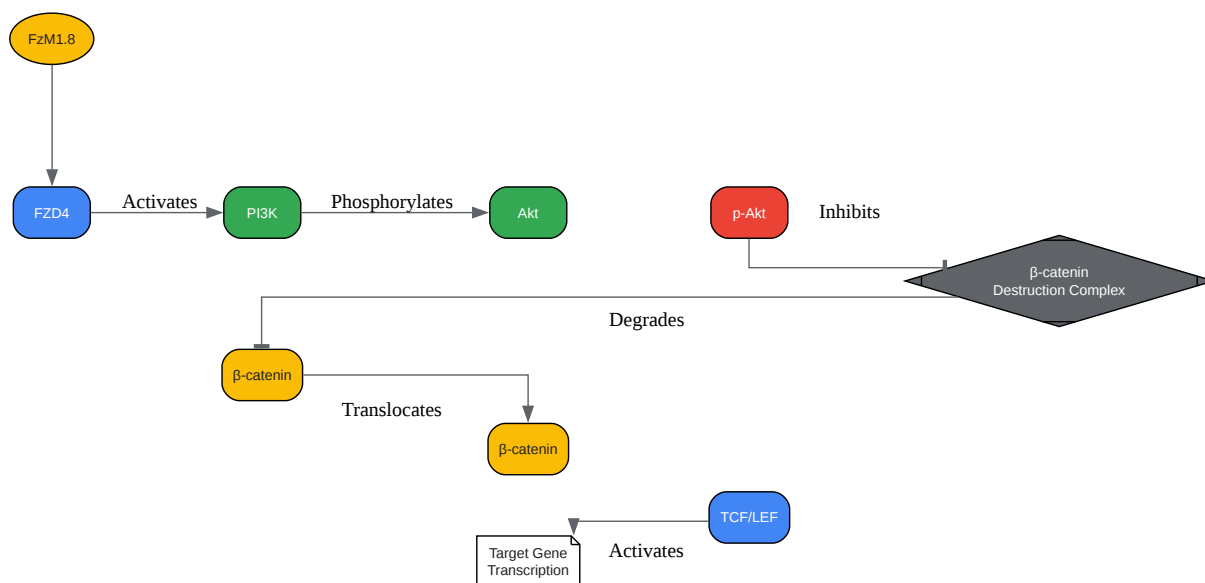 FzM1.8
FZD4
Activates
PI3K
Phosphorylates
Akt
p-Akt
Inhibits
β-catenin
Destruction Complex
Degrades
β-catenin
Translocates
β-catenin
TCF/LEF
Activates
Target Gene
Transcription